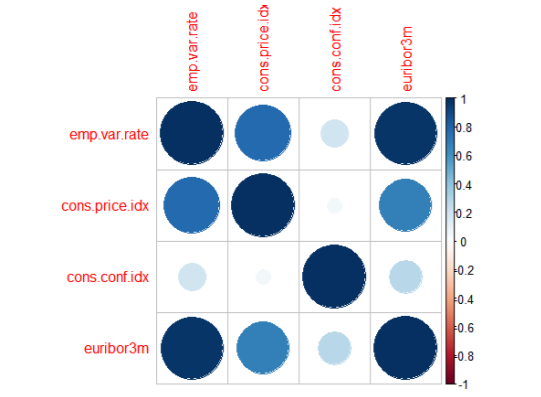 emp.var.rate
cons.price.idx
cons.conf.idx
euribor3m
emp.var.rate
cons.price.idx
cons.conf.idx
euribor3m
1
0.8
0.6
0.4
0.2
0
-0.2
-0.4
-0.6
-0.8
-1